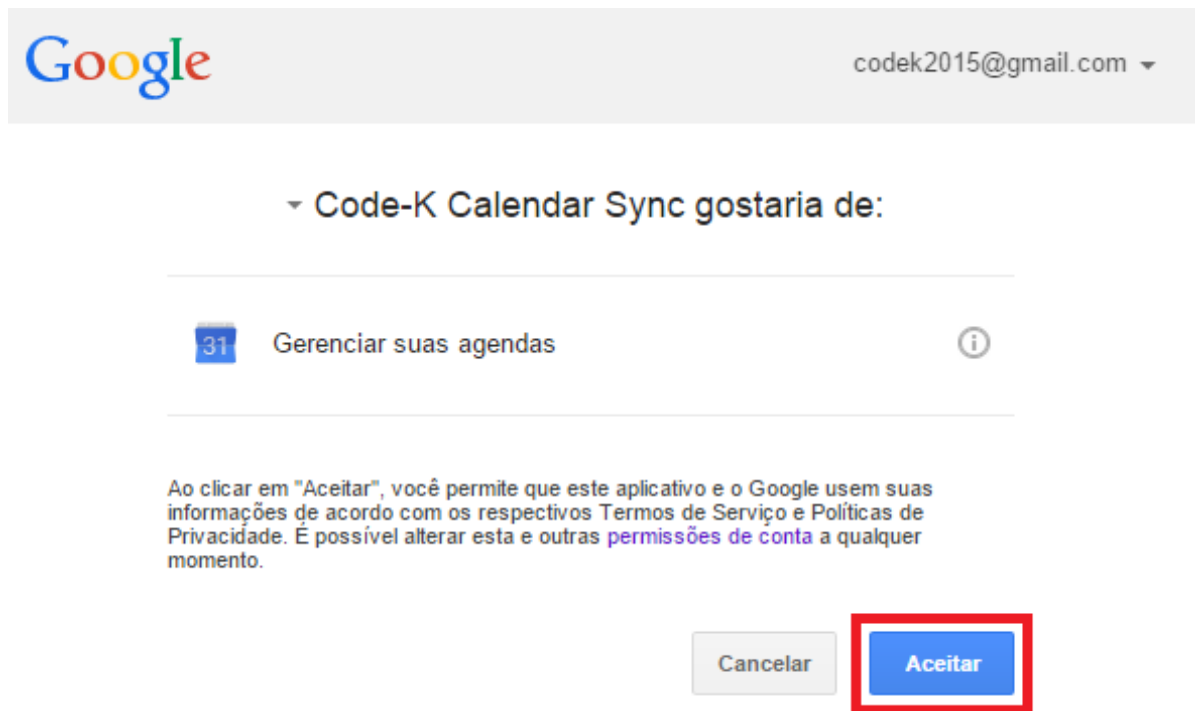 Google
codek2015@gmail.com
Code-K Calendar Sync gostaria de:
31
Gerenciar suas agendas
Ao clicar em "Aceitar", você permite que este aplicativo e o Google usem suas
informações de acordo com os respectivos Termos de Serviço e Políticas de
Privacidade. É possível alterar esta e outras permissões de conta a qualquer
momento.
Cancelar
Aceitar